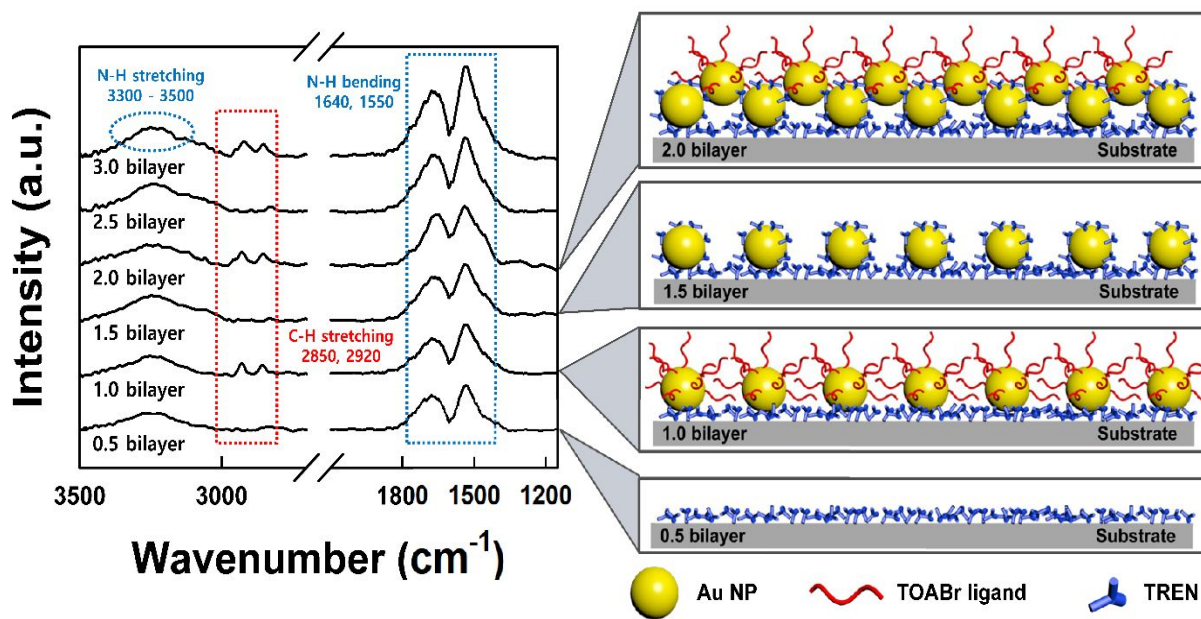 Intensity (a.u.)
N-H stretching
3300 - 3500
N-H bending
1640, 1550
3.0 bilayer
2.5 bilayer
2.0 bilayer
1.5 bilayer
C-H stretching
2850, 2920
1.0 bilayer
0.5 bilayer
3500 3000 1800 1500 1200
Wavenumber (cm⁻¹)
2.0 bilayer Substrate
1.5 bilayer Substrate
1.0 bilayer Substrate
0.5 bilayer Substrate
Au NP TOABr ligand TREN